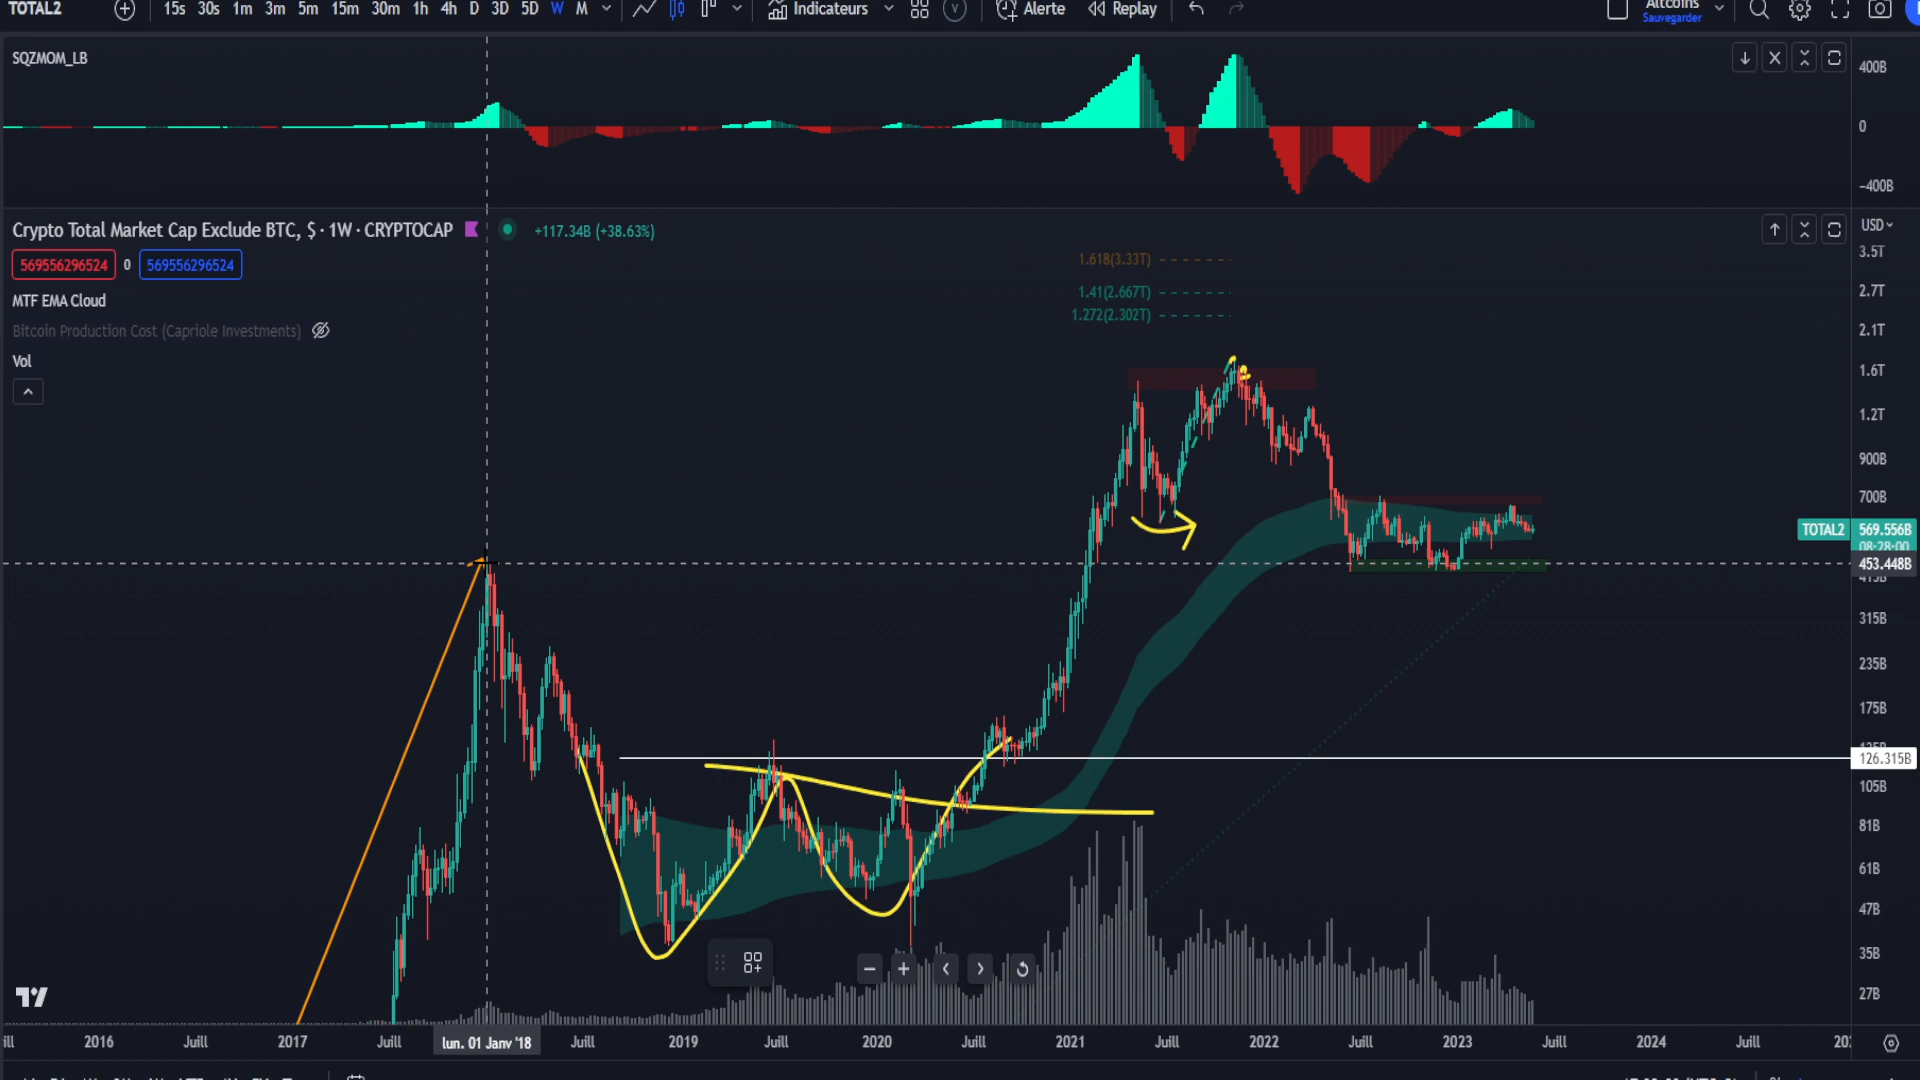 TOTAL2 15s 30s 1m 3m 5m 15m 30m 1h 4h D 3D 5D W M Indicateurs Alerte Replay Altcoins
Sauvegarder
SQZMOM_LB
400B
0
−400B
Crypto Total Market Cap Exclude BTC, $ · 1W · CRYPTOCAP +117.34B (+38.63%)
USD
569556296524 0 569556296524
MTF EMA Cloud
Bitcoin Production Cost (Capriole Investments)
Vol
1.618(3.33T)
1.41(2.667T)
1.272(2.302T)
3.5T
2.7T
2.1T
1.6T
1.2T
900B
700B
TOTAL2 569.556B
08:28:00
453.448B
415B
315B
235B
175B
135B
126.315B
105B
81B
61B
47B
35B
27B
2016 Juill 2017 Juill lun. 01 Janv '18 Juill 2019 Juill 2020 Juill 2021 Juill 2022 Juill 2023 Juill 2024 Juill